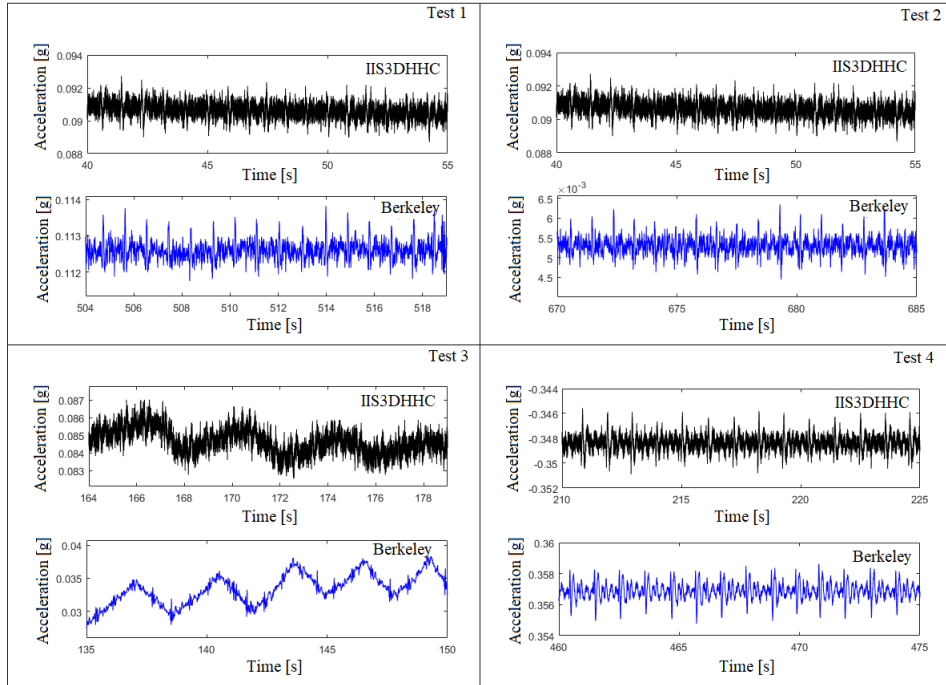 Test 1
IIS3DHHC
Acceleration [g]
0.094
0.092
0.09
0.088
40 45 50 55
Time [s]
Berkeley
Acceleration [g]
0.114
0.113
0.112
504 506 508 510 512 514 516 518
Time [s]
Test 2
IIS3DHHC
Acceleration [g]
0.094
0.092
0.09
0.088
40 45 50 55
Time [s]
×10⁻³
Berkeley
Acceleration [g]
6.5
6
5.5
5
4.5
670 675 680 685
Time [s]
Test 3
IIS3DHHC
Acceleration [g]
0.087
0.085
0.084
0.083
164 166 168 170 172 174 176 178
Time [s]
Berkeley
Acceleration [g]
0.04
0.035
0.03
135 140 145 150
Time [s]
Test 4
IIS3DHHC
Acceleration [g]
-0.344
-0.346
-0.348
-0.35
-0.352
210 215 220 225
Time [s]
Berkeley
Acceleration [g]
0.36
0.358
0.356
0.354
460 465 470 475
Time [s]